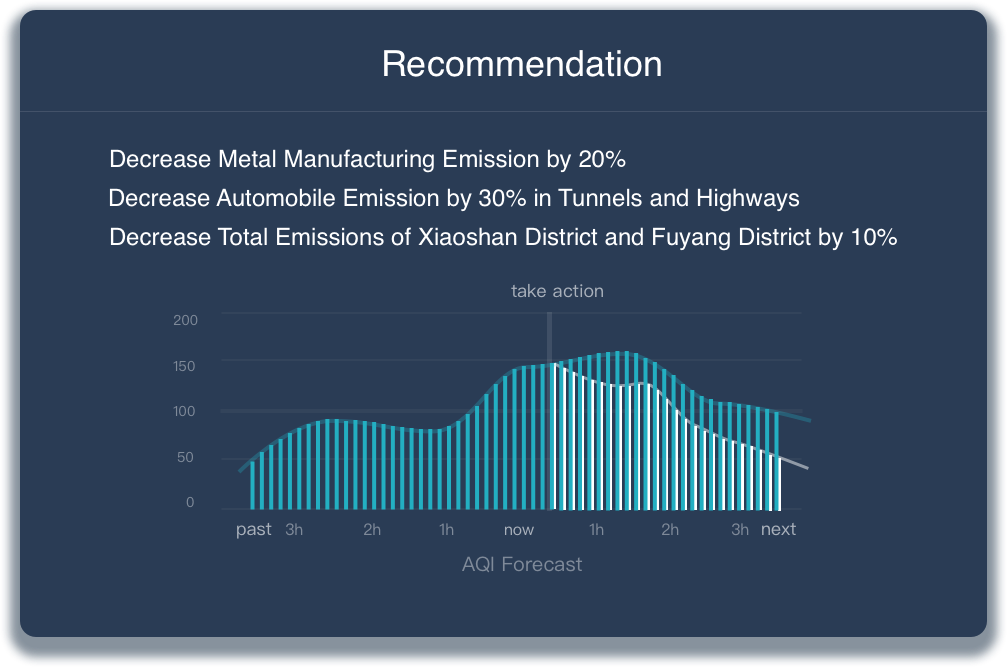 Recommendation
Decrease Metal Manufacturing Emission by 20%
Decrease Automobile Emission by 30% in Tunnels and Highways
Decrease Total Emissions of Xiaoshan District and Fuyang District by 10%
take action
200
150
100
50
0
past 3h 2h 1h now 1h 2h 3h next
AQI Forecast